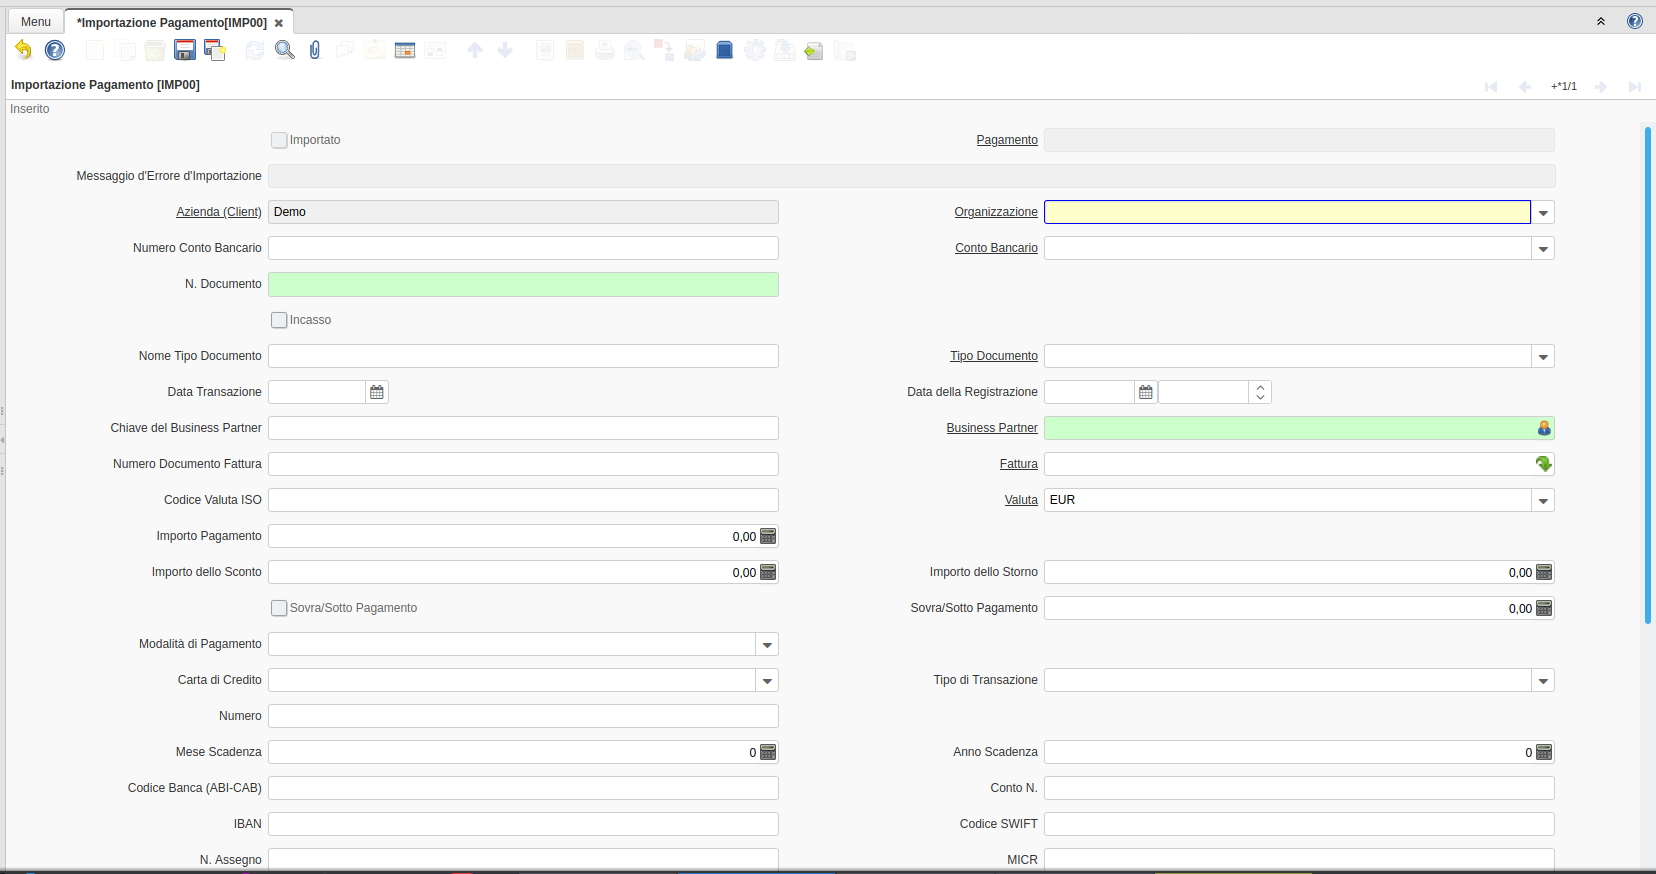 Menu *Importazione Pagamento[IMP00]
Importazione Pagamento [IMP00] +*1/1
Inserito
Importato Pagamento
Messaggio d'Errore d'Importazione
Azienda (Client) Demo Organizzazione
Numero Conto Bancario Conto Bancario
N. Documento
Incasso
Nome Tipo Documento Tipo Documento
Data Transazione Data della Registrazione
Chiave del Business Partner Business Partner
Numero Documento Fattura Fattura
Codice Valuta ISO Valuta EUR
Importo Pagamento 0,00
Importo dello Sconto 0,00 Importo dello Storno 0,00
Sovra/Sotto Pagamento Sovra/Sotto Pagamento 0,00
Modalità di Pagamento
Carta di Credito Tipo di Transazione
Numero
Mese Scadenza 0 Anno Scadenza 0
Codice Banca (ABI-CAB) Conto N.
IBAN Codice SWIFT
N. Assegno MICR